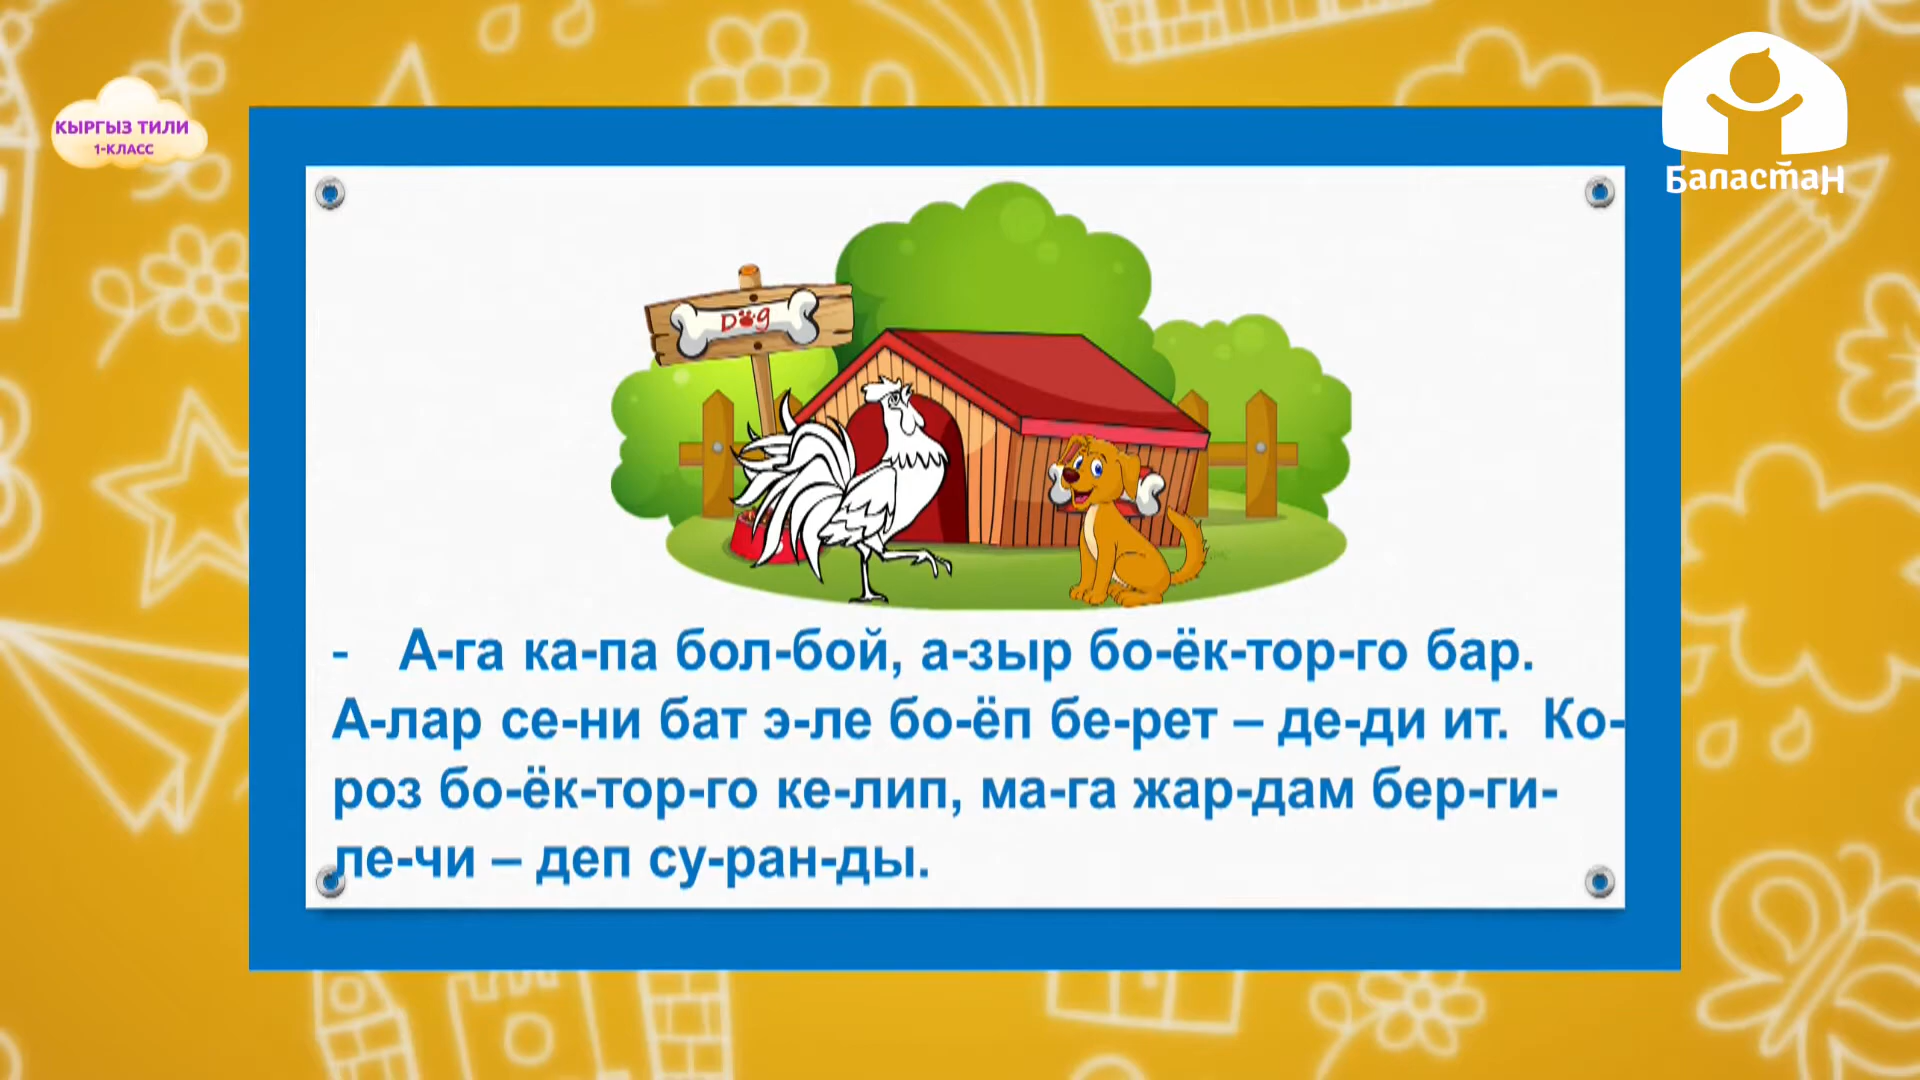 КЫРГЫЗ ТИЛИ
1-КЛАСС
Баластан
Dog
- А-га ка-па бол-бой, а-зыр бо-ёк-тор-го бар.
А-лар се-ни бат э-ле бо-ёп бе-рет – де-ди ит. Ко-
роз бо-ёк-тор-го ке-лип, ма-га жар-дам бер-ги-
ле-чи – деп су-ран-ды.